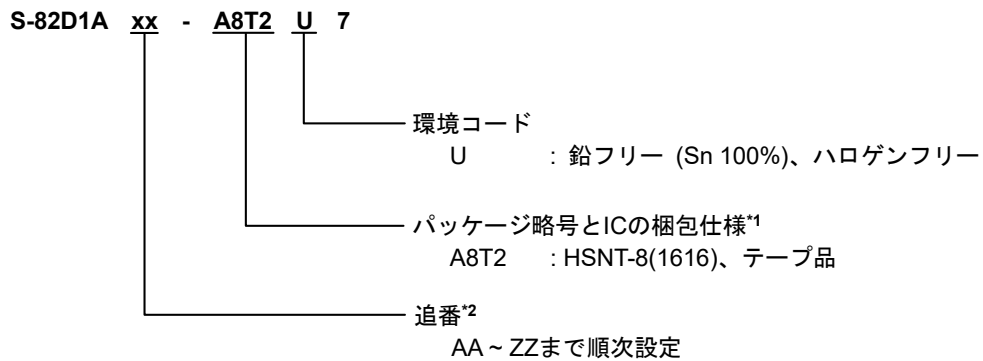 S-82D1A xx - A8T2 U 7
環境コード
U : 鉛フリー (Sn 100%)、ハロゲンフリー
パッケージ略号とICの梱包仕様*1
A8T2 : HSNT-8(1616)、テープ品
追番*2
AA ~ ZZまで順次設定